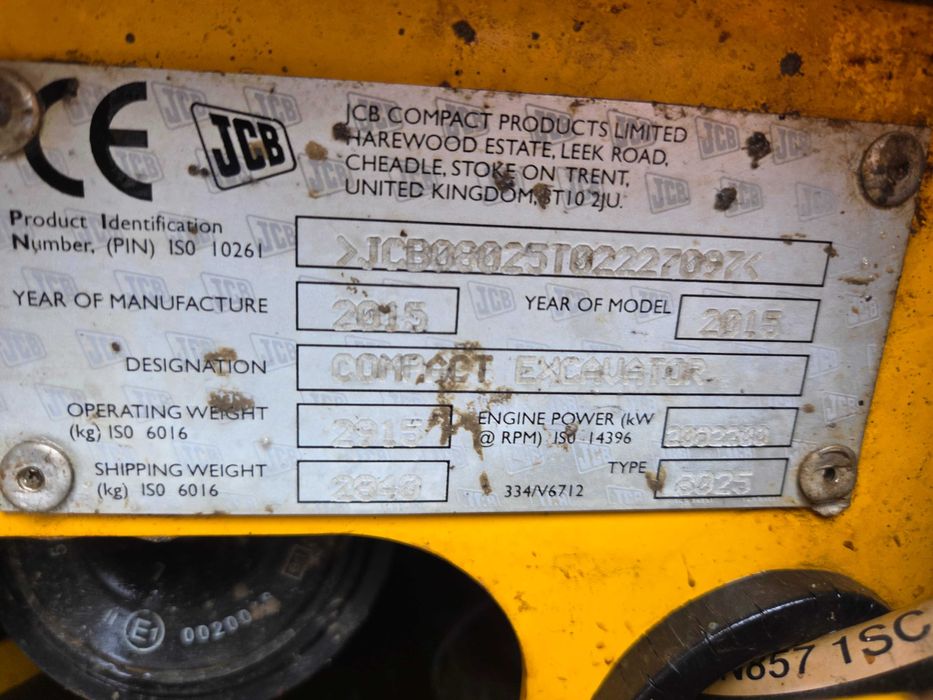 CE
JCB
JCB COMPACT PRODUCTS LIMITED
HAREWOOD ESTATE, LEEK ROAD,
CHEADLE, STOKE ON TRENT,
UNITED KINGDOM, ST10 2JU.
Product Identification
Number, (PIN) ISO 10261
>JCB08025T02227097<
YEAR OF MANUFACTURE
2015
YEAR OF MODEL
2015
DESIGNATION
COMPACT EXCAVATOR
OPERATING WEIGHT
(kg) ISO 6016
2915
ENGINE POWER (kW
@ RPM) ISO 14396
SHIPPING WEIGHT
(kg) ISO 6016
2840
334/V6712
TYPE
8025
E1
N857 1SC